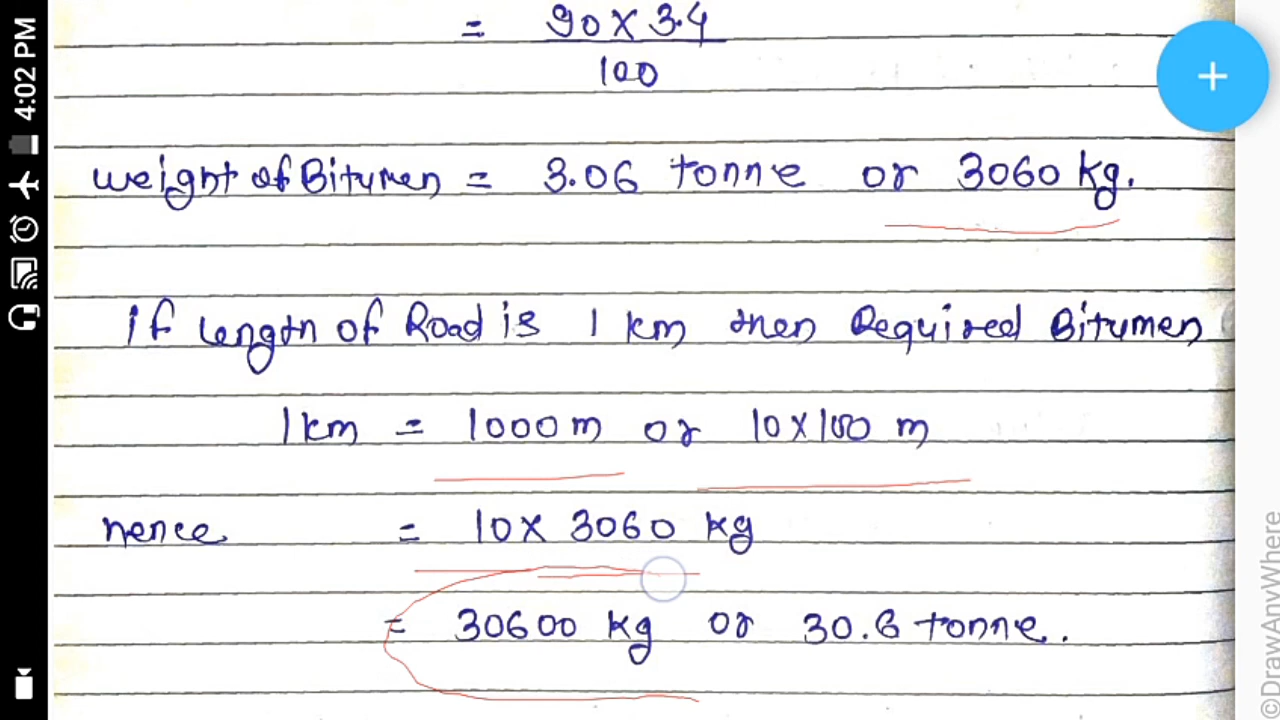 = 90 X 3.4
100
weight of Bitumen = 3.06 tonne or 3060 kg.
If Length of Road is 1 km then Required Bitumen
1 km = 1000 m or 10 X 100 m
hence = 10 X 3060 kg
= 30600 kg or 30.6 tonne.
4:02 PM
+
©DrawAnyWhere